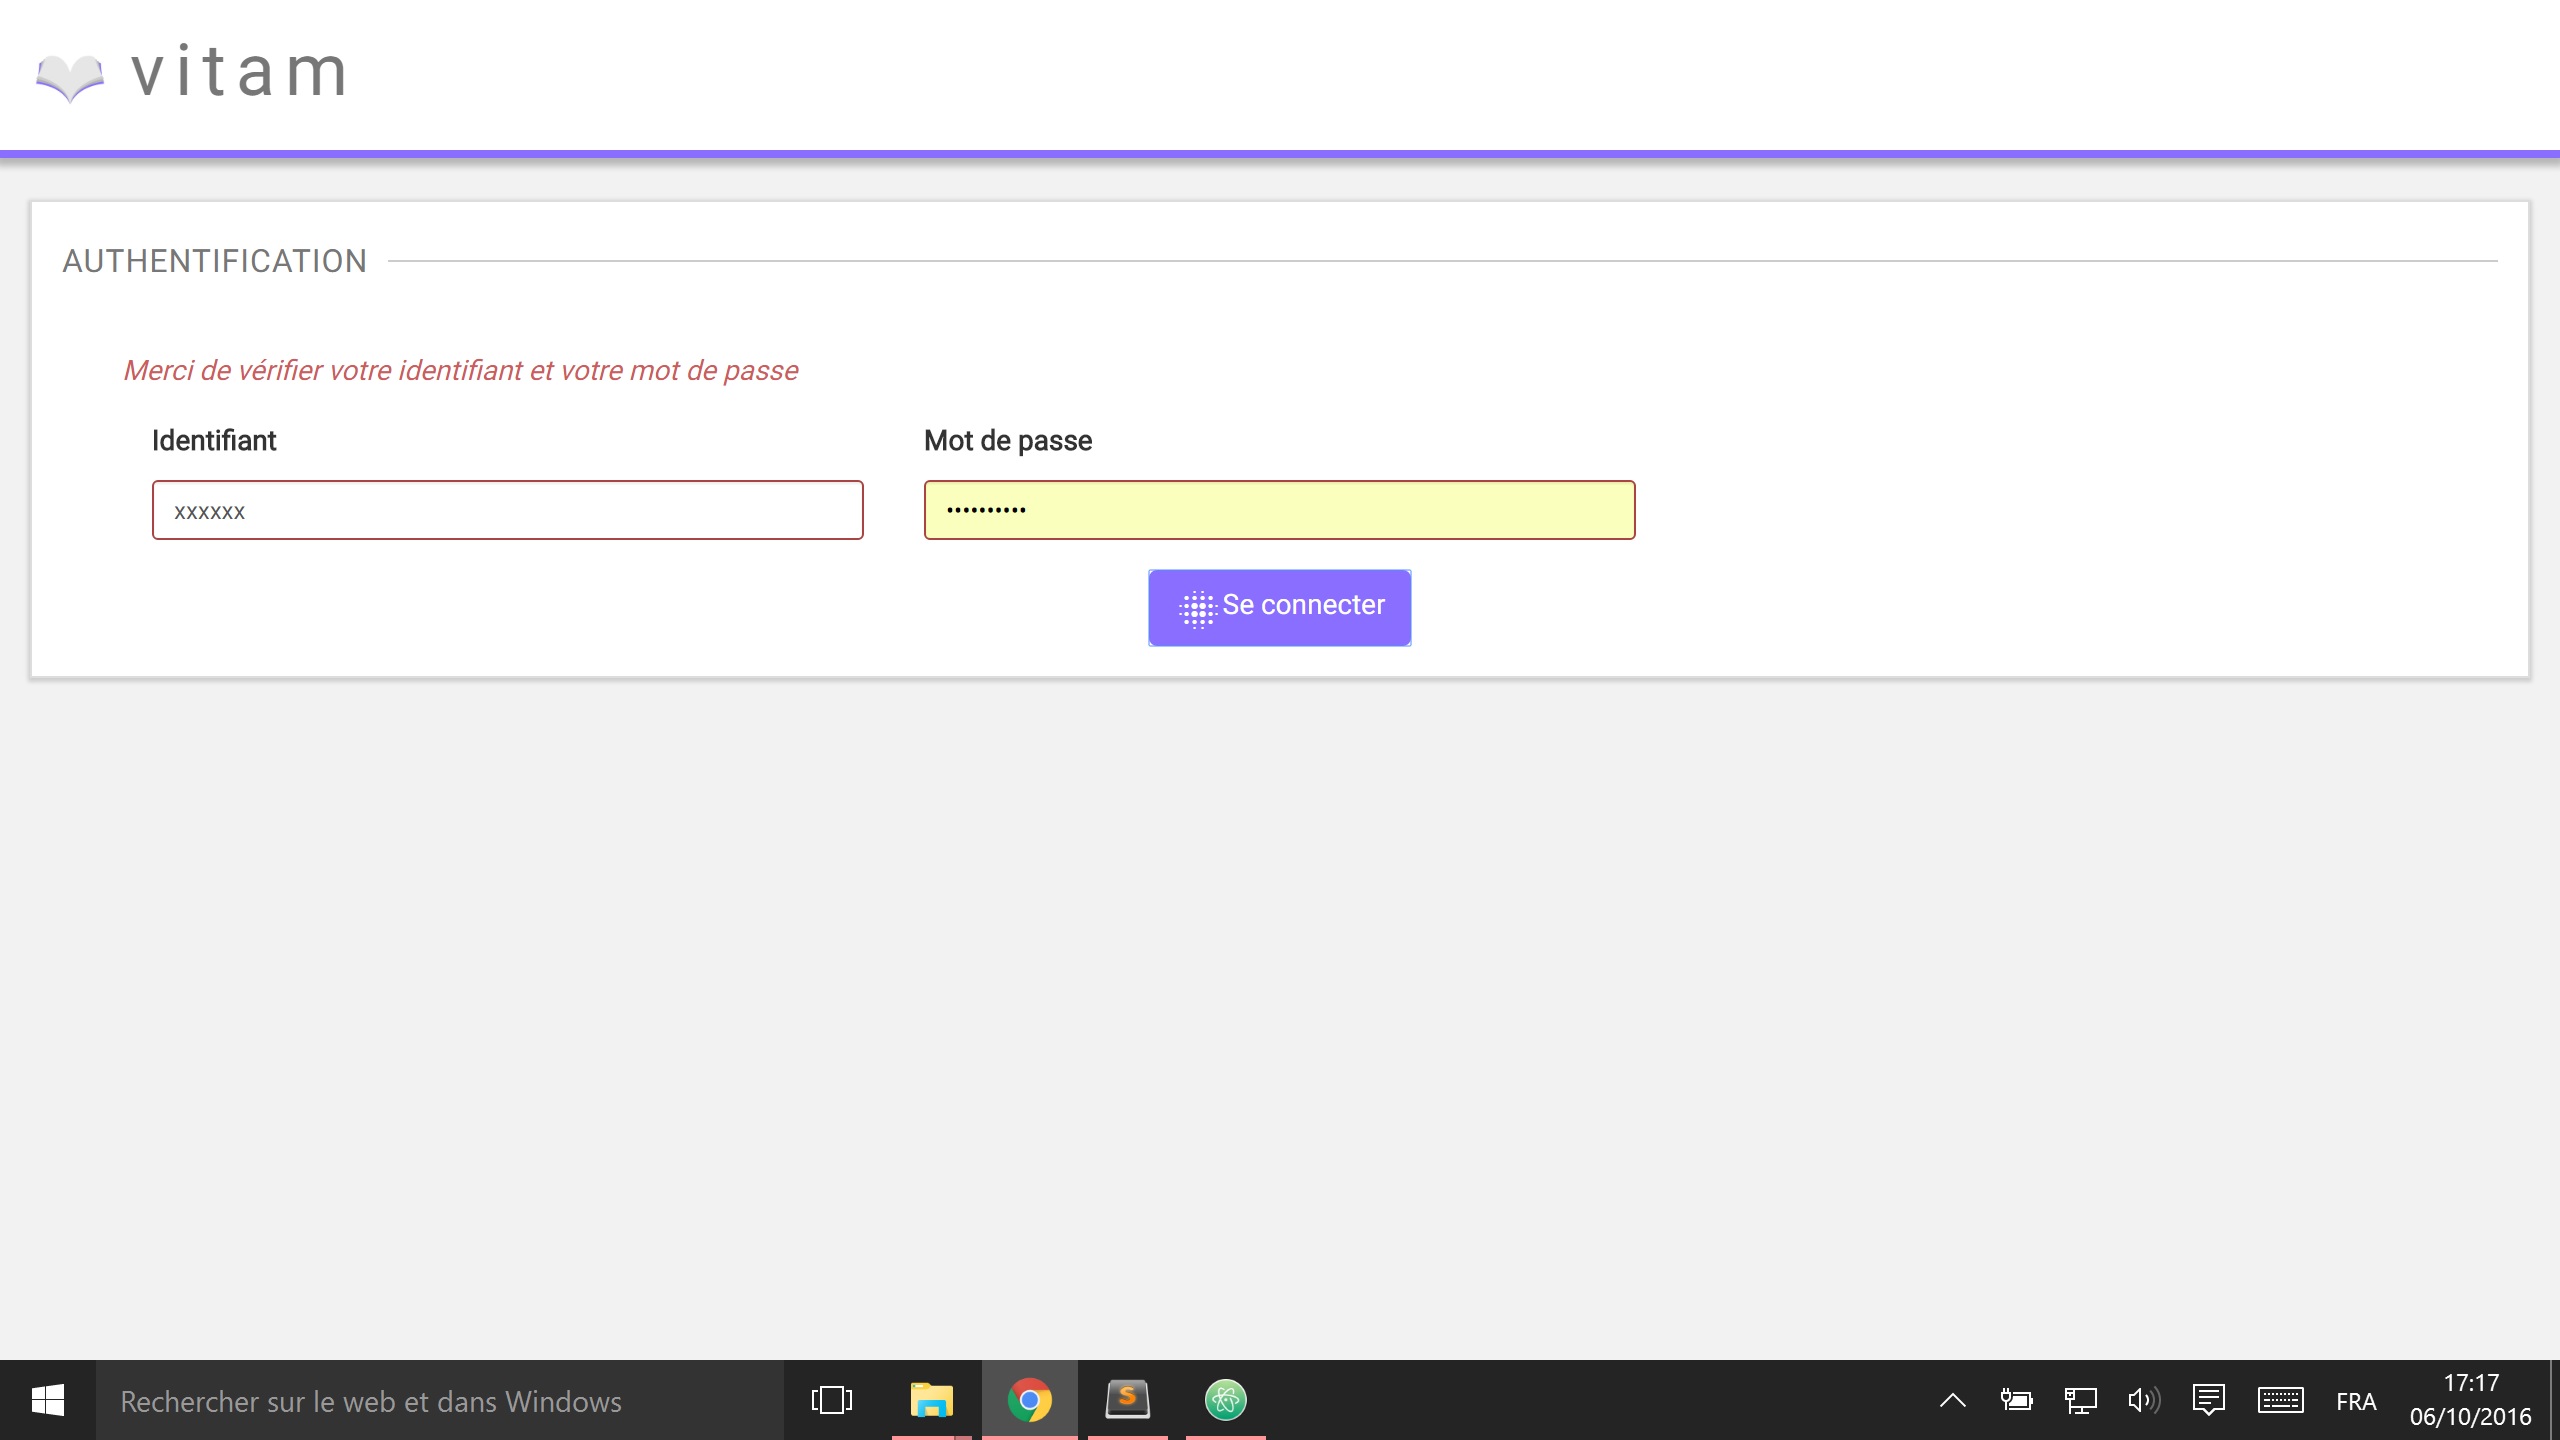 vitam
AUTHENTIFICATION
Merci de vérifier votre identifiant et votre mot de passe
Identifiant
Mot de passe
xxxxxx
••••••••••
Se connecter
Rechercher sur le web et dans Windows
S
FRA
17:17
06/10/2016